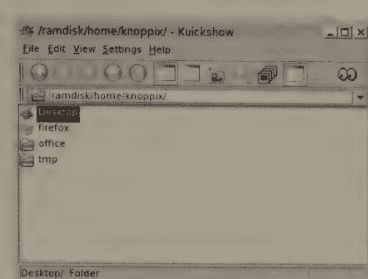 /ramdisk/home/knoppix/ - Kuickshow
File Edit View Settings Help
/ramdisk/home/knoppix/
Desktop
firefox
office
tmp
Desktop/ Folder